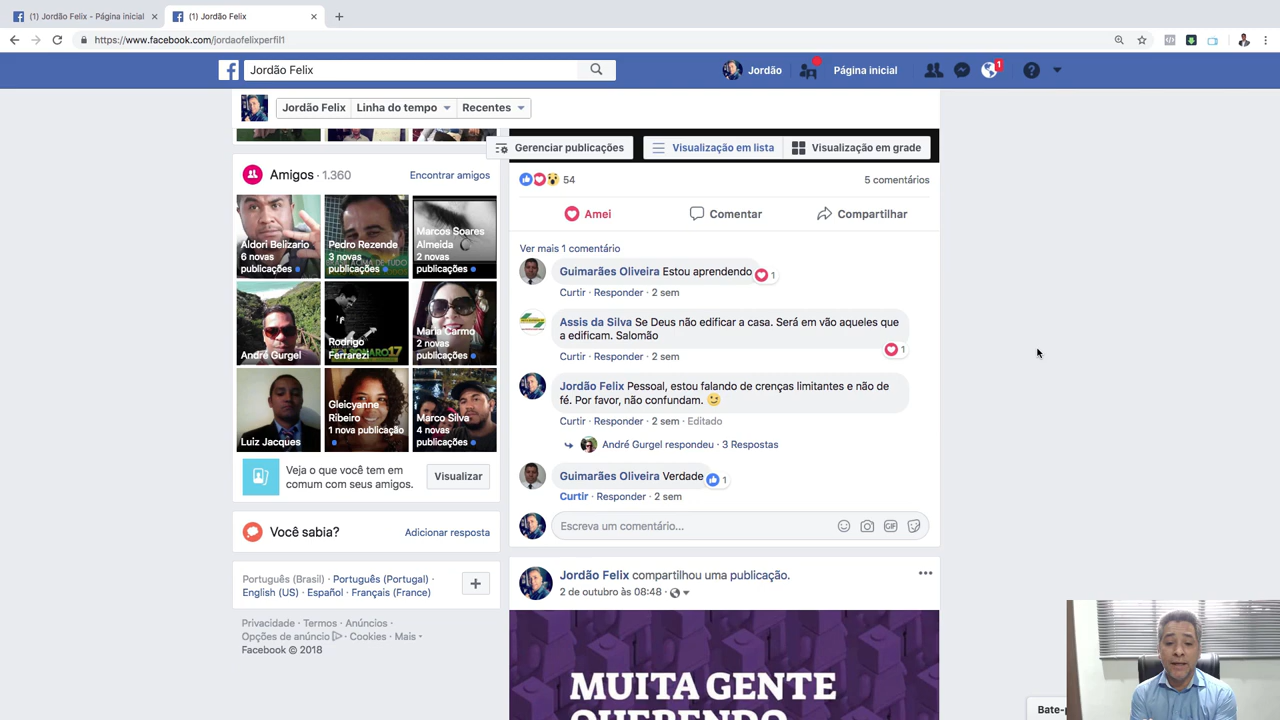 (1) Jordão Felix - Página inicial
(1) Jordão Felix
https://www.facebook.com/jordaofelixperfil1
Jordão Felix
Jordão
Página inicial
1
Jordão Felix
Linha do tempo
Recentes
Gerenciar publicações
Visualização em lista
Visualização em grade
Amigos · 1.360
Encontrar amigos
Aldori Belizario
6 novas
publicações
Pedro Rezende
3 novas
publicações
Marcos Soares
Almeida
2 novas
publicações
André Gurgel
Rodrigo
Ferrarezi
Maria Carmo
2 novas
publicações
Luiz Jacques
Gleicyanne
Ribeiro
1 nova publicação
Marco Silva
4 novas
publicações
Veja o que você tem em
comum com seus amigos.
Visualizar
Você sabia?
Adicionar resposta
Português (Brasil) · Português (Portugal) ·
English (US) · Español · Français (France)
Privacidade · Termos · Anúncios ·
Opções de anúncio · Cookies · Mais
Facebook © 2018
54
5 comentários
Amei
Comentar
Compartilhar
Ver mais 1 comentário
Guimarães Oliveira Estou aprendendo
1
Curtir · Responder · 2 sem
Assis da Silva Se Deus não edificar a casa. Será em vão aqueles que
a edificam. Salomão
1
Curtir · Responder · 2 sem
Jordão Felix Pessoal, estou falando de crenças limitantes e não de
fé. Por favor, não confundam.
Curtir · Responder · 2 sem · Editado
André Gurgel respondeu · 3 Respostas
Guimarães Oliveira Verdade
1
Curtir · Responder · 2 sem
Escreva um comentário...
GIF
Jordão Felix compartilhou uma publicação.
2 de outubro às 08:48 ·
MUITA GENTE
QUERENDO